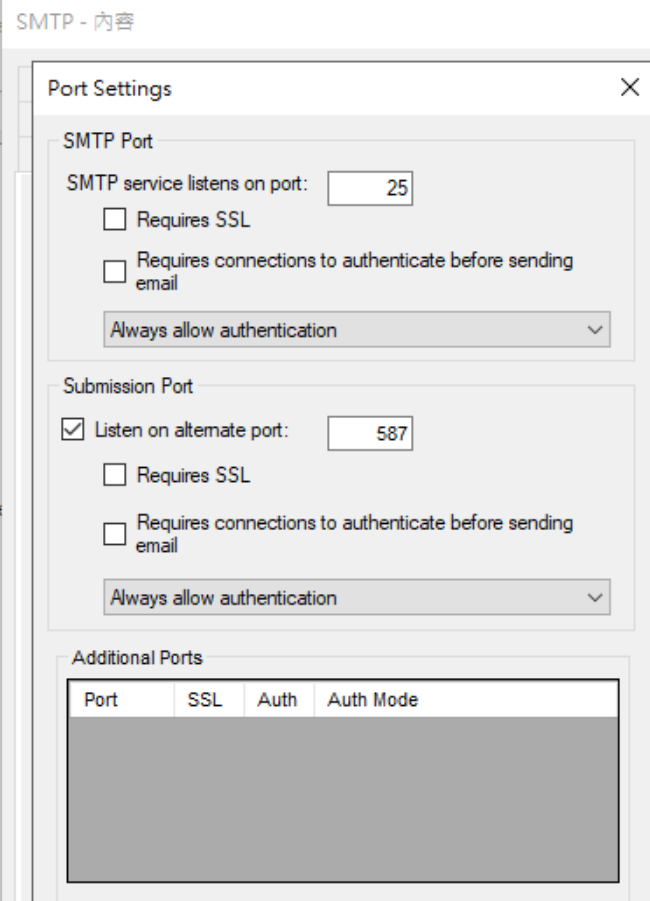 SMTP - 內容
Port Settings
SMTP Port
SMTP service listens on port: 25
Requires SSL
Requires connections to authenticate before sending
email
Always allow authentication
Submission Port
Listen on alternate port: 587
Requires SSL
Requires connections to authenticate before sending
email
Always allow authentication
Additional Ports
Port SSL Auth Auth Mode